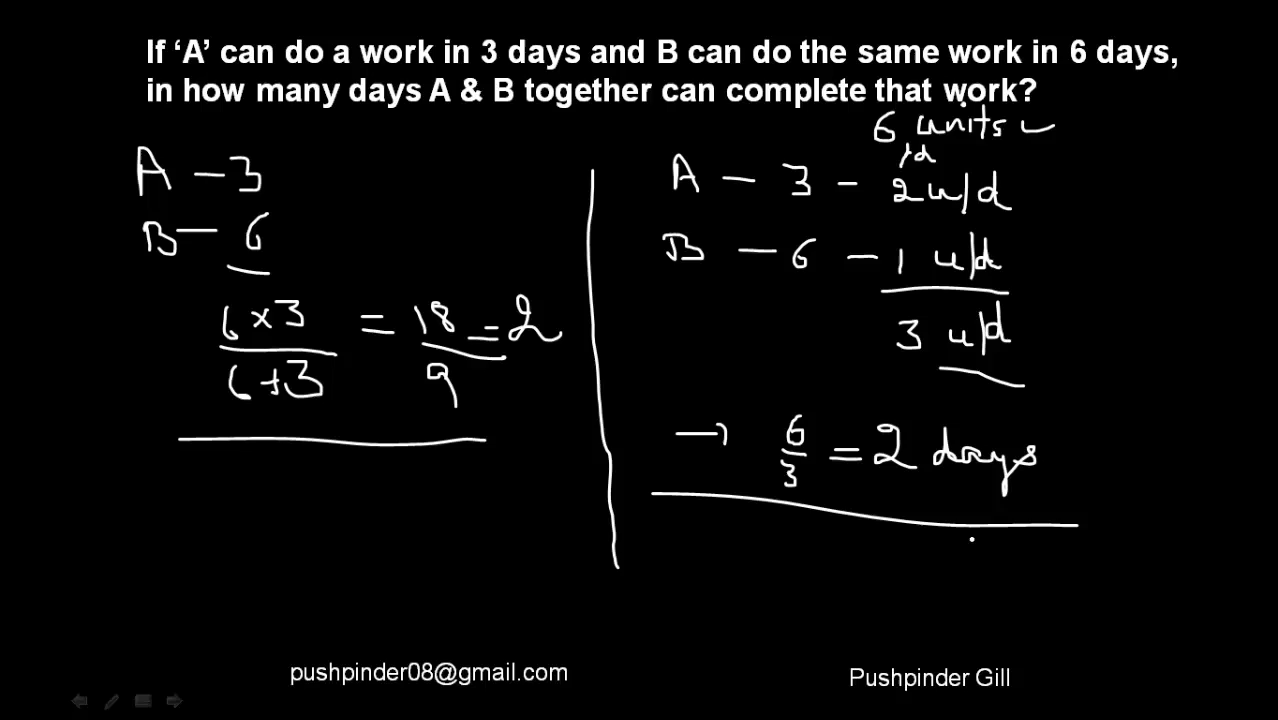 If ‘A’ can do a work in 3 days and B can do the same work in 6 days,
in how many days A & B together can complete that work?
A - 3
B - 6
6 × 3 / 6 + 3 = 18 / 9 = 2
6 units
/d
A - 3 - 2 u/d
B - 6 - 1 u/d
3 u/d
→ 6 / 3 = 2 days
pushpinder08@gmail.com
Pushpinder Gill